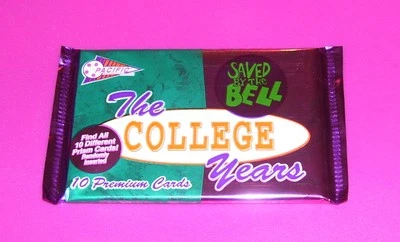 PACIFIC
SAVED
BY THE
BELL
The
COLLEGE
Years
Find All
10 Different
Prism Cards!
Randomly
Inserted
10 Premium Cards